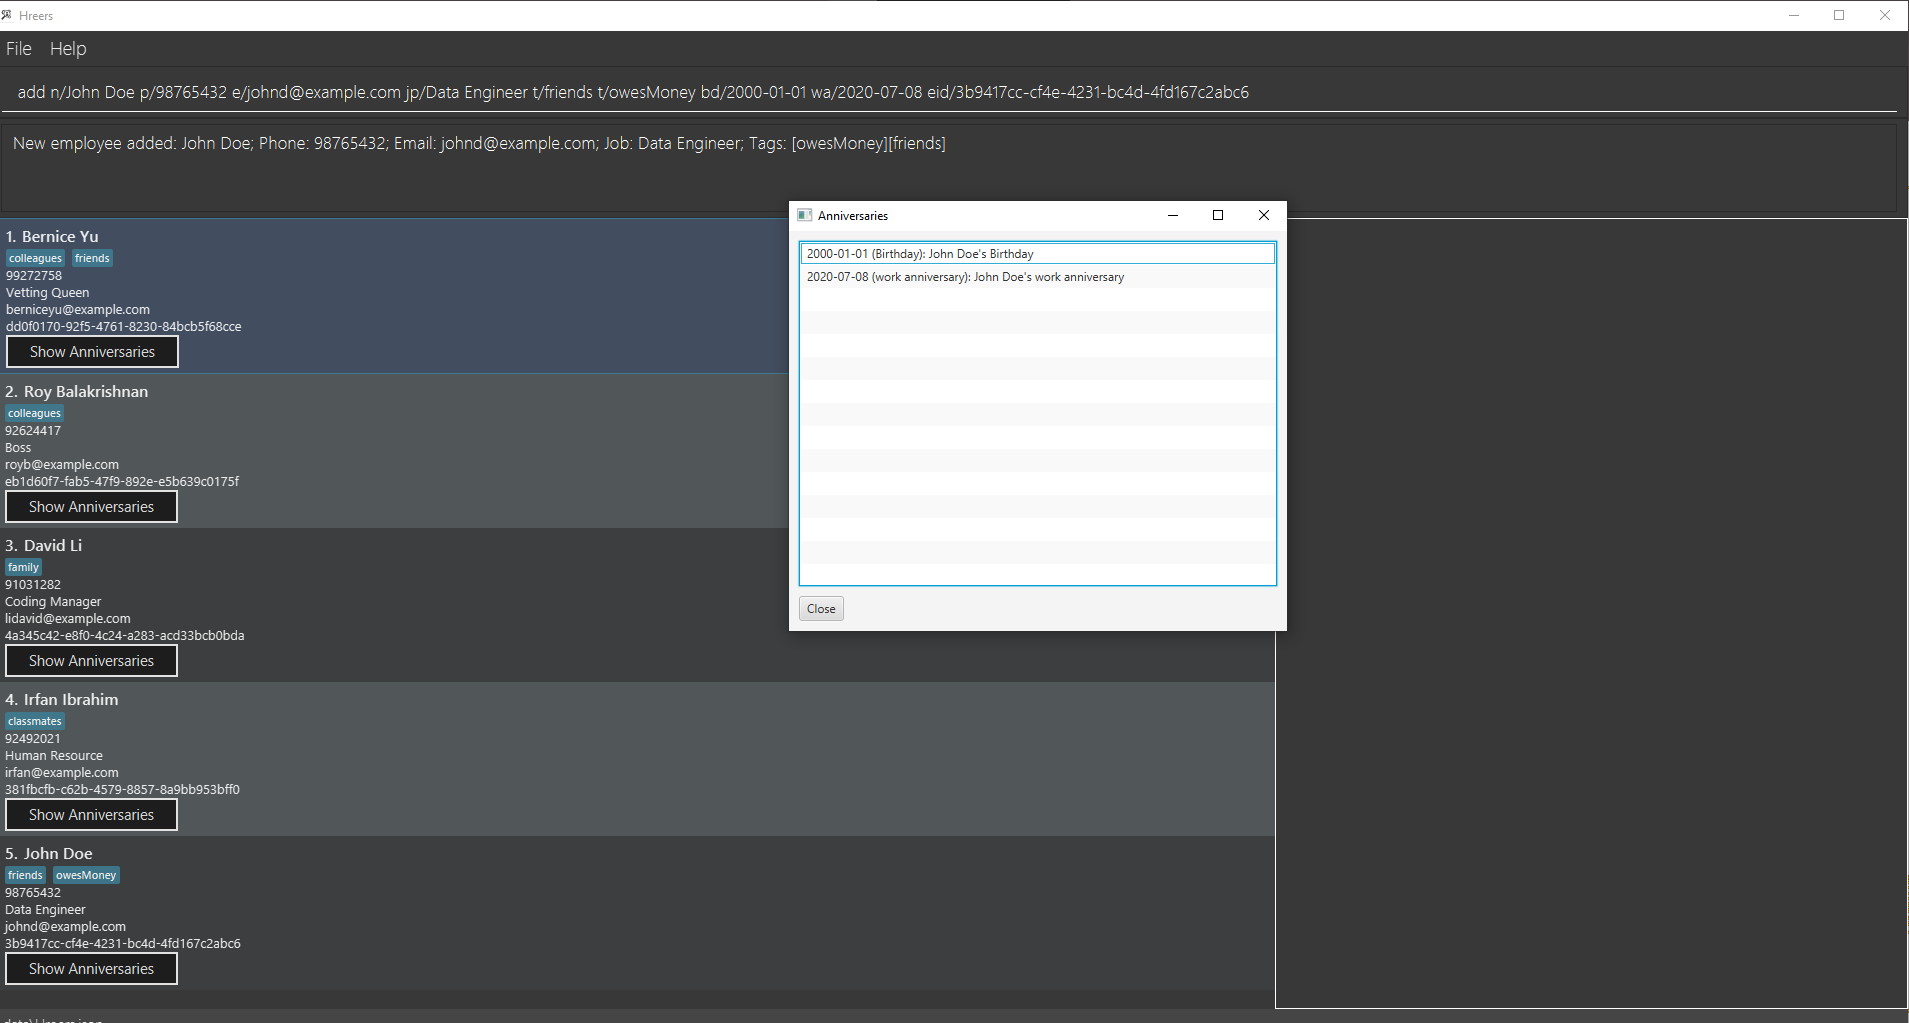 Hreers
File Help
add n/John Doe p/98765432 e/johnd@example.com jp/Data Engineer t/friends t/owesMoney bd/2000-01-01 wa/2020-07-08 eid/3b9417cc-cf4e-4231-bc4d-4fd167c2abc6
New employee added: John Doe; Phone: 98765432; Email: johnd@example.com; Job: Data Engineer; Tags: [owesMoney][friends]
1. Bernice Yu
colleagues friends
99272758
Vetting Queen
berniceyu@example.com
dd0f0170-92f5-4761-8230-84bcb5f68cce
Show Anniversaries
2. Roy Balakrishnan
colleagues
92624417
Boss
royb@example.com
eb1d60f7-fab5-47f9-892e-e5b639c0175f
Show Anniversaries
3. David Li
family
91031282
Coding Manager
lidavid@example.com
4a345c42-e8f0-4c24-a283-acd33bcb0bda
Show Anniversaries
4. Irfan Ibrahim
classmates
92492021
Human Resource
irfan@example.com
381fbcfb-c62b-4579-8857-8a9bb953bff0
Show Anniversaries
5. John Doe
friends owesMoney
98765432
Data Engineer
johnd@example.com
3b9417cc-cf4e-4231-bc4d-4fd167c2abc6
Show Anniversaries
Anniversaries
2000-01-01 (Birthday): John Doe's Birthday
2020-07-08 (work anniversary): John Doe's work anniversary
Close